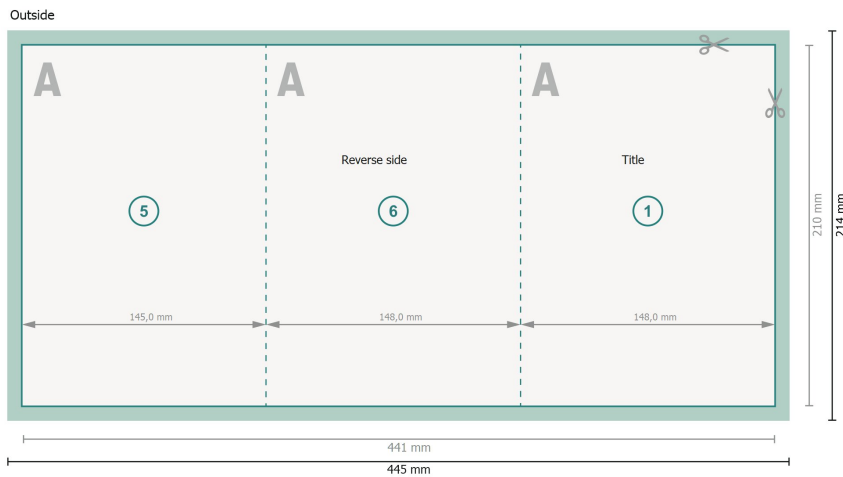 Outside
A A A
Reverse side Title
5 6 1
145,0 mm 148,0 mm 148,0 mm
210 mm
214 mm
441 mm
445 mm